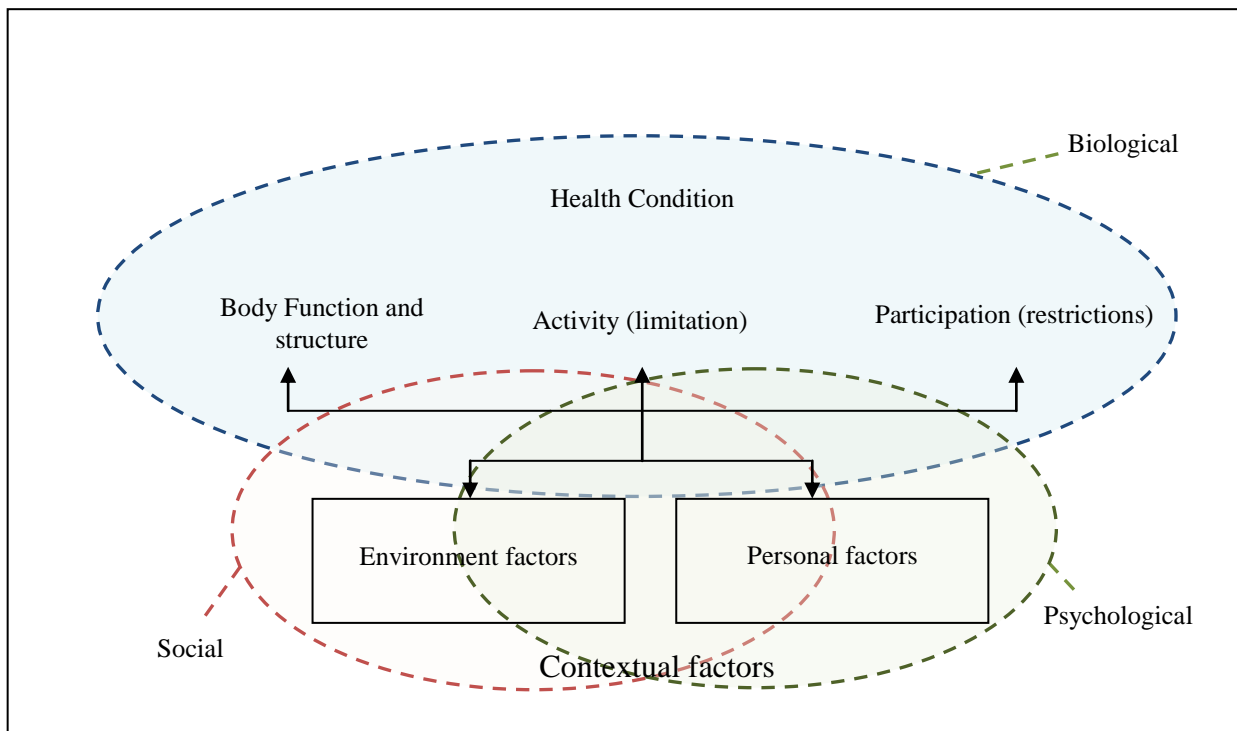 Biological
Health Condition
Body Function and
structure
Activity (limitation)
Participation (restrictions)
Environment factors
Personal factors
Social
Psychological
Contextual factors